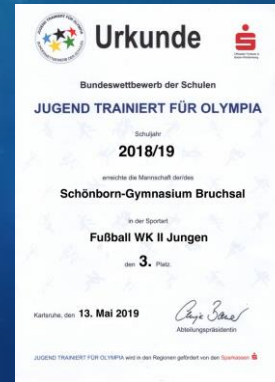 Urkunde
Bundeswettbewerb der Schulen
JUGEND TRAINIERT FÜR OLYMPIA
Schuljahr
2018/19
erreichte die Mannschaft der/des
Schönborn-Gymnasium Bruchsal
in der Sportart
Fußball WK II Jungen
den 3. Platz.
Karlsruhe, den 13. Mai 2019
Abteilungspräsidentin
JUGEND TRAINIERT FÜR OLYMPIA wird in den Regionen gefördert von den Sparkassen